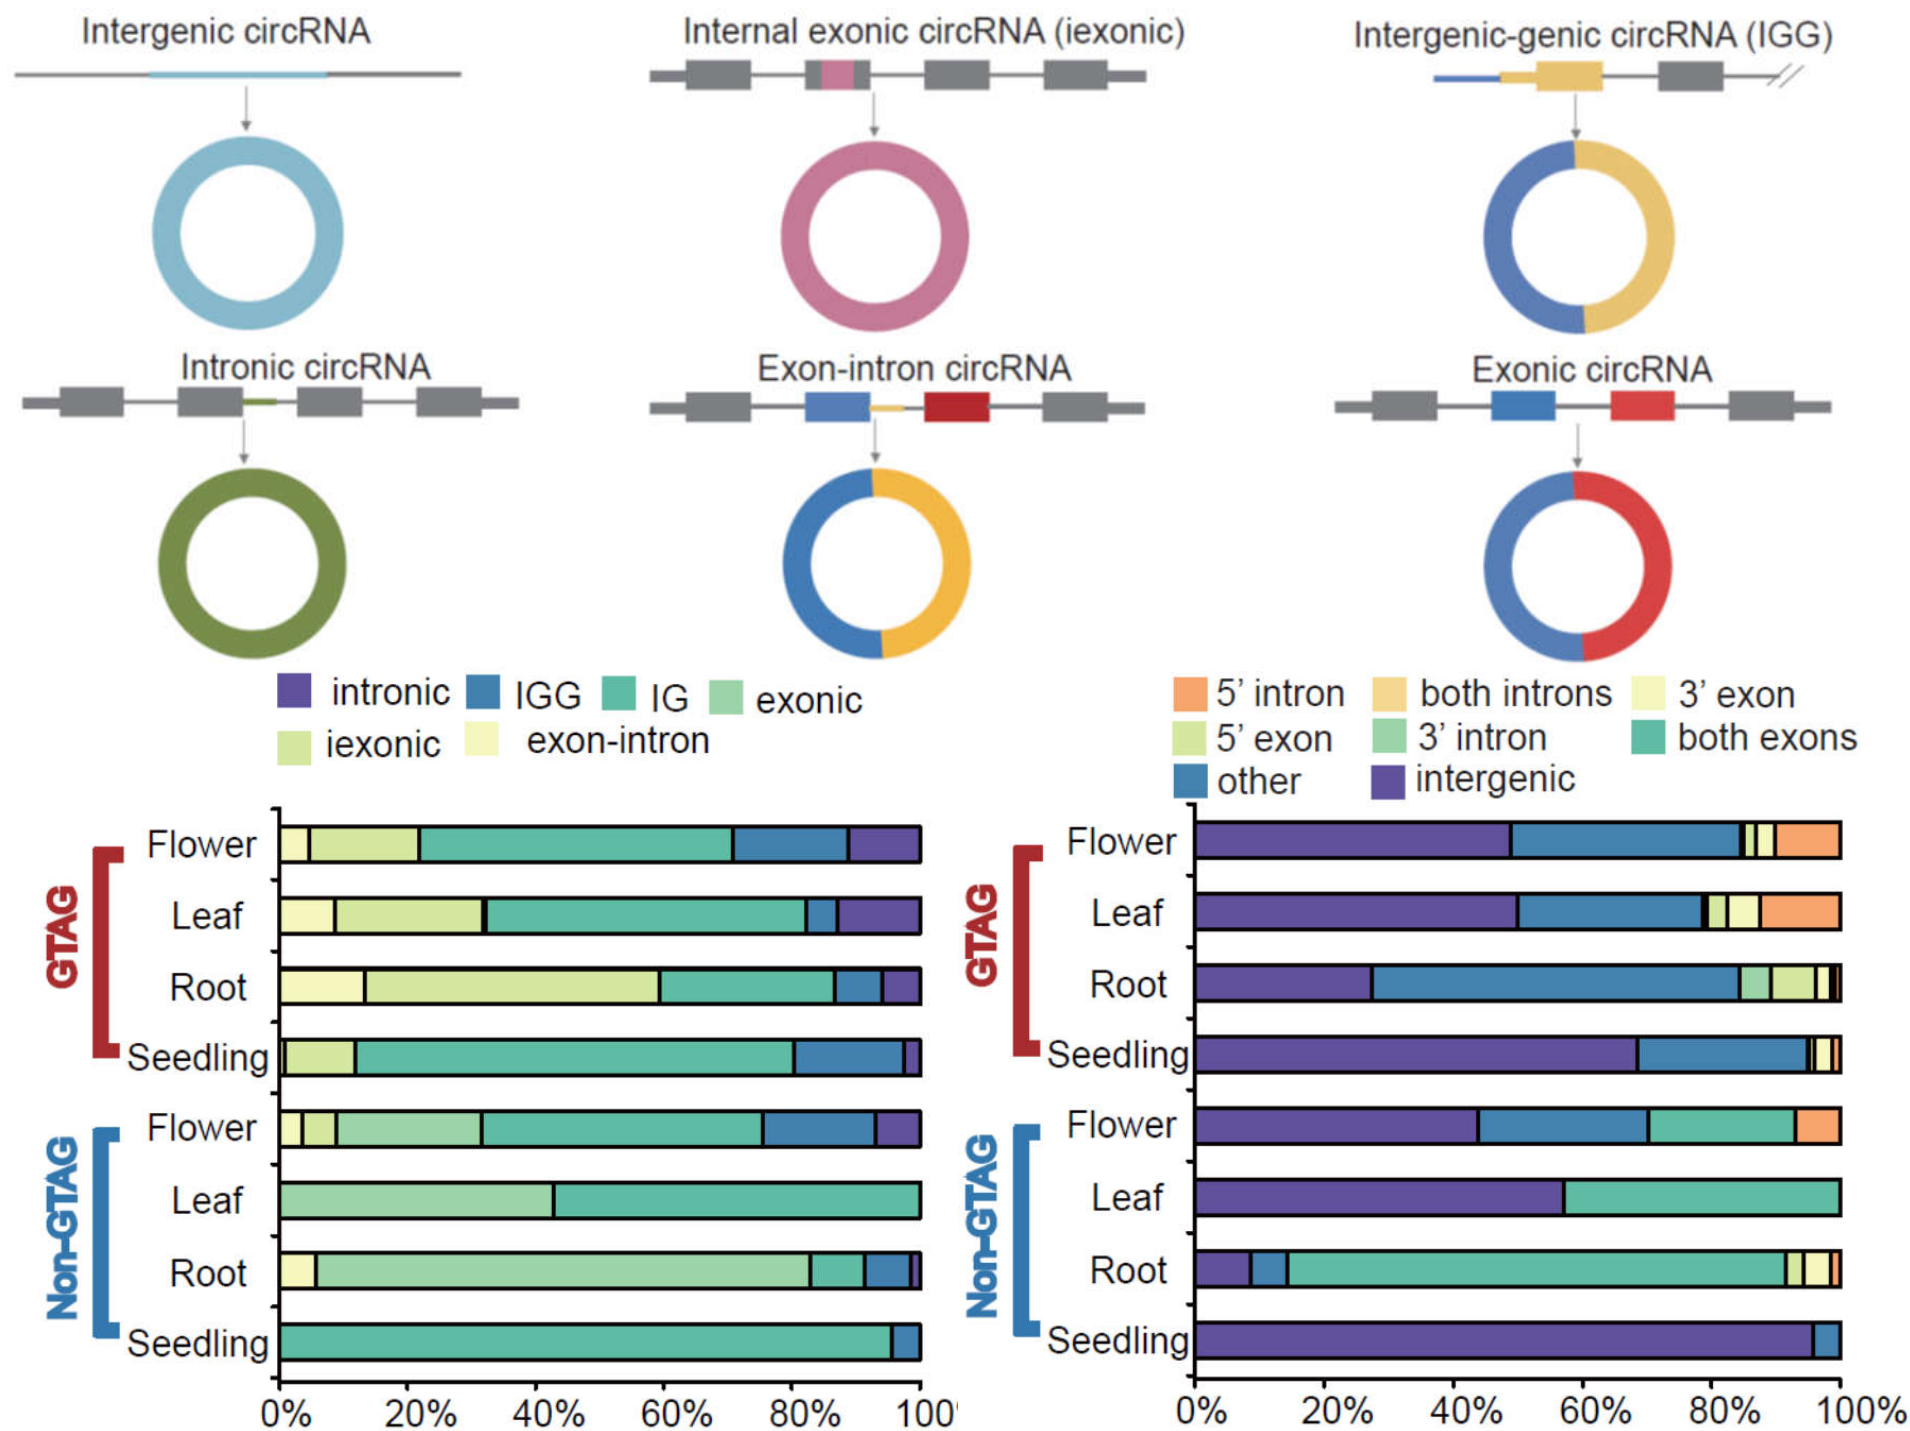 Intergenic circRNA
Internal exonic circRNA (iexonic)
Intergenic-genic circRNA (IGG)
Intronic circRNA
Exon-intron circRNA
Exonic circRNA
intronic IGG IG exonic
iexonic exon-intron
GTAG
Flower
Leaf
Root
Seedling
Non-GTAG
Flower
Leaf
Root
Seedling
0% 20% 40% 60% 80% 100
5’ intron both introns 3’ exon
5’ exon 3’ intron both exons
other intergenic
GTAG
Flower
Leaf
Root
Seedling
Non-GTAG
Flower
Leaf
Root
Seedling
0% 20% 40% 60% 80% 100%